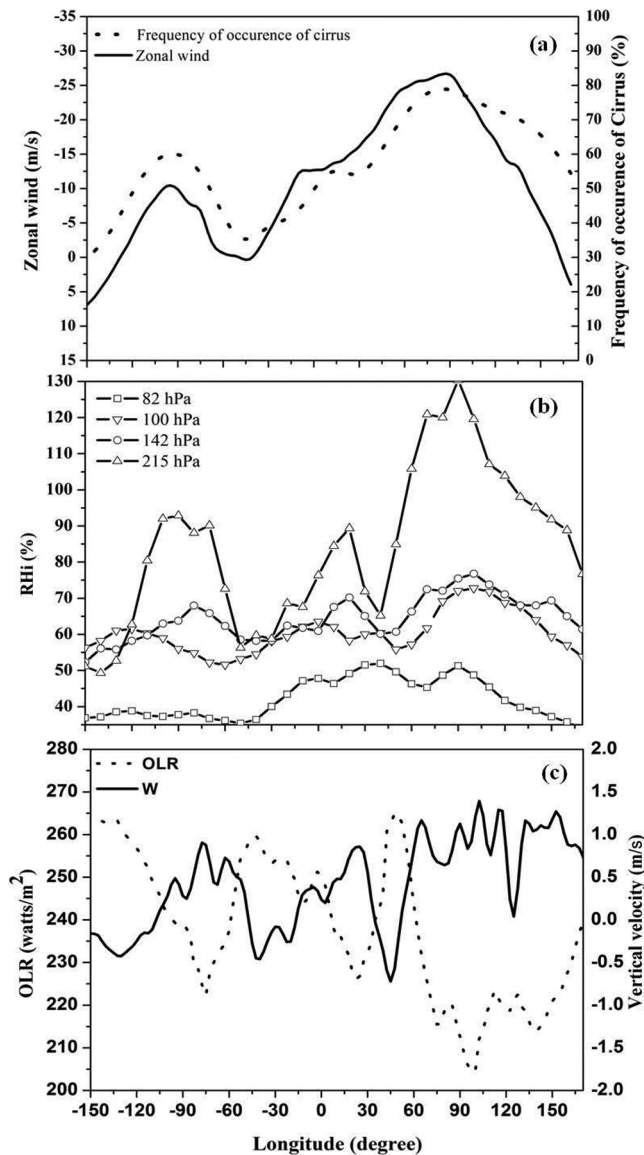 (a)
Frequency of occurence of cirrus
Zonal wind
-35
-30
-25
-20
-15
-10
-5
0
5
10
15
Zonal wind (m/s)
100
90
80
70
60
50
40
30
20
10
0
Frequency of occurence of Cirrus (%)
(b)
82 hPa
100 hPa
142 hPa
215 hPa
130
120
110
100
90
80
70
60
50
40
RHi (%)
(c)
OLR
W
280
270
260
250
240
230
220
210
200
OLR (watts/m²)
2.0
1.5
1.0
0.5
0.0
-0.5
-1.0
-1.5
-2.0
Vertical velocity (m/s)
-150 -120 -90 -60 -30 0 30 60 90 120 150
Longitude (degree)